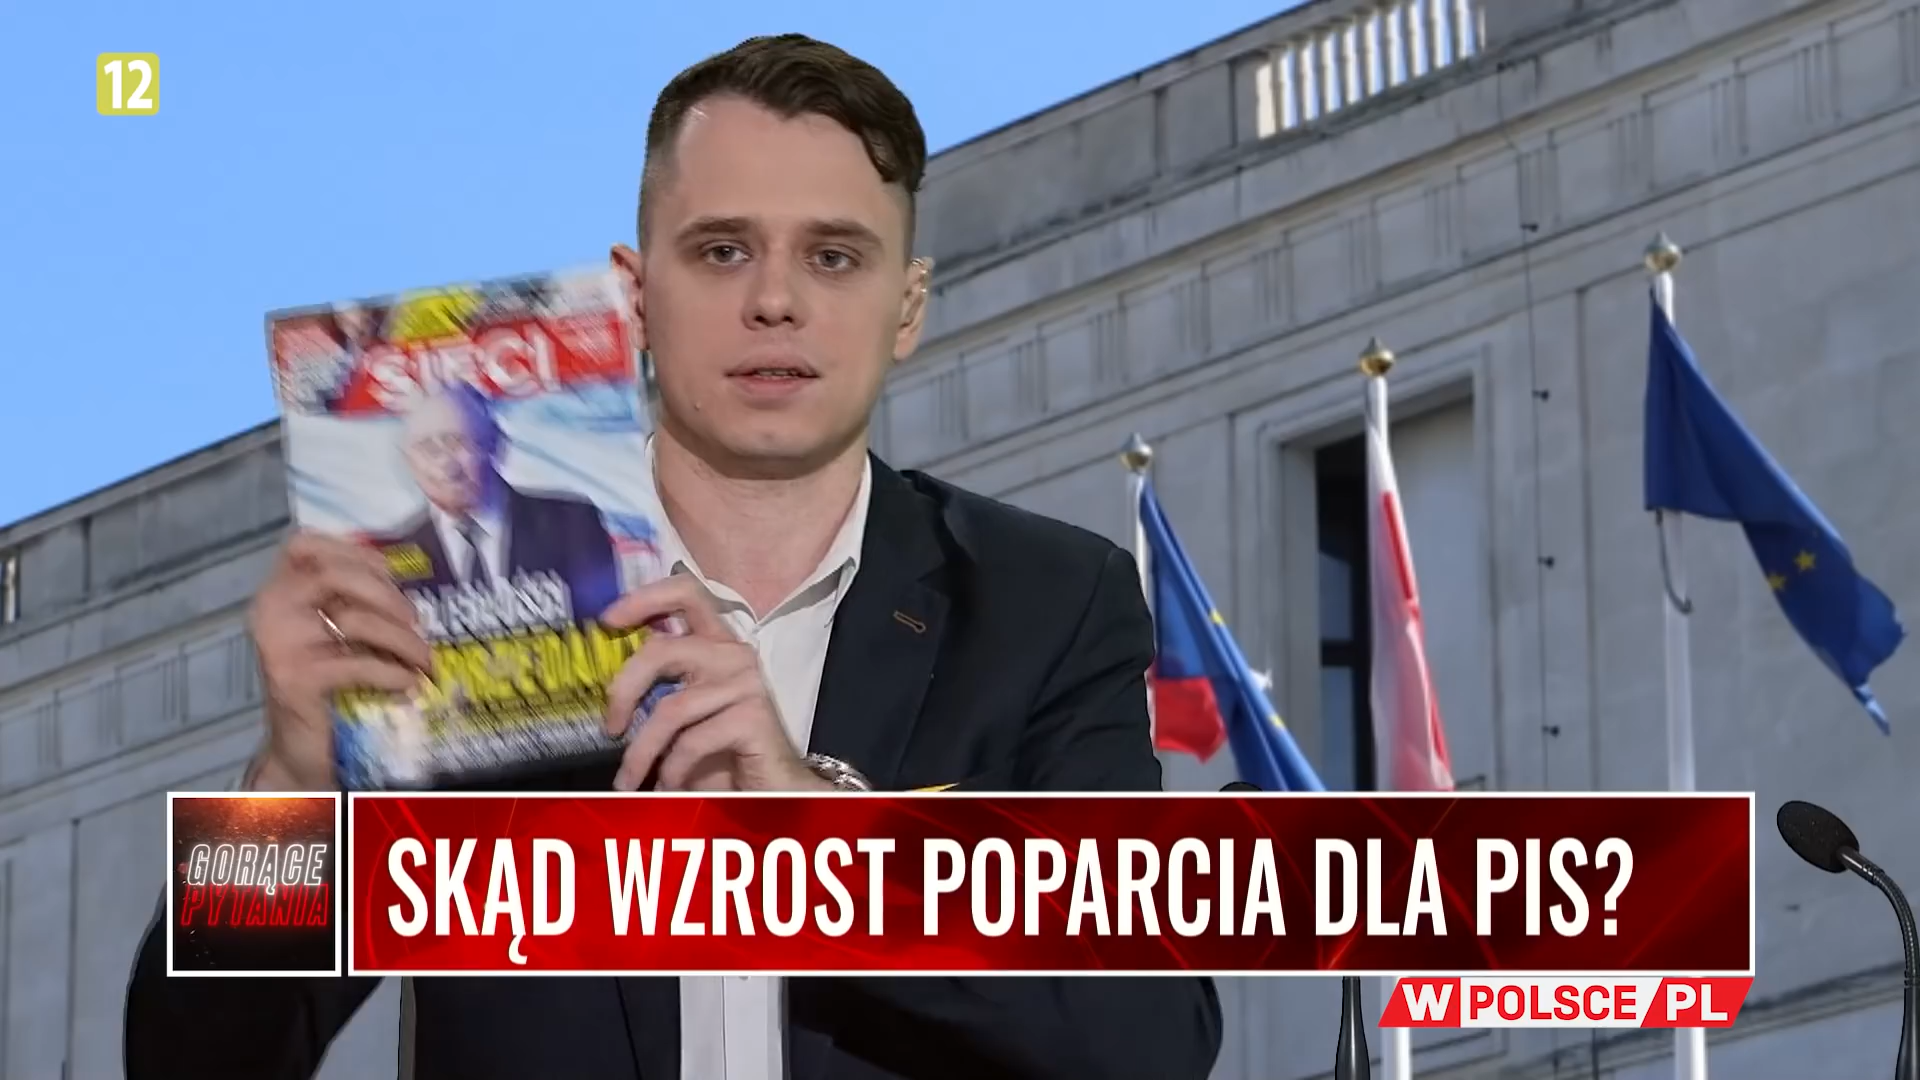 12
SIECI
GORĄCE
PYTANIA
SKĄD WZROST POPARCIA DLA PIS?
WPOLSCE/PL